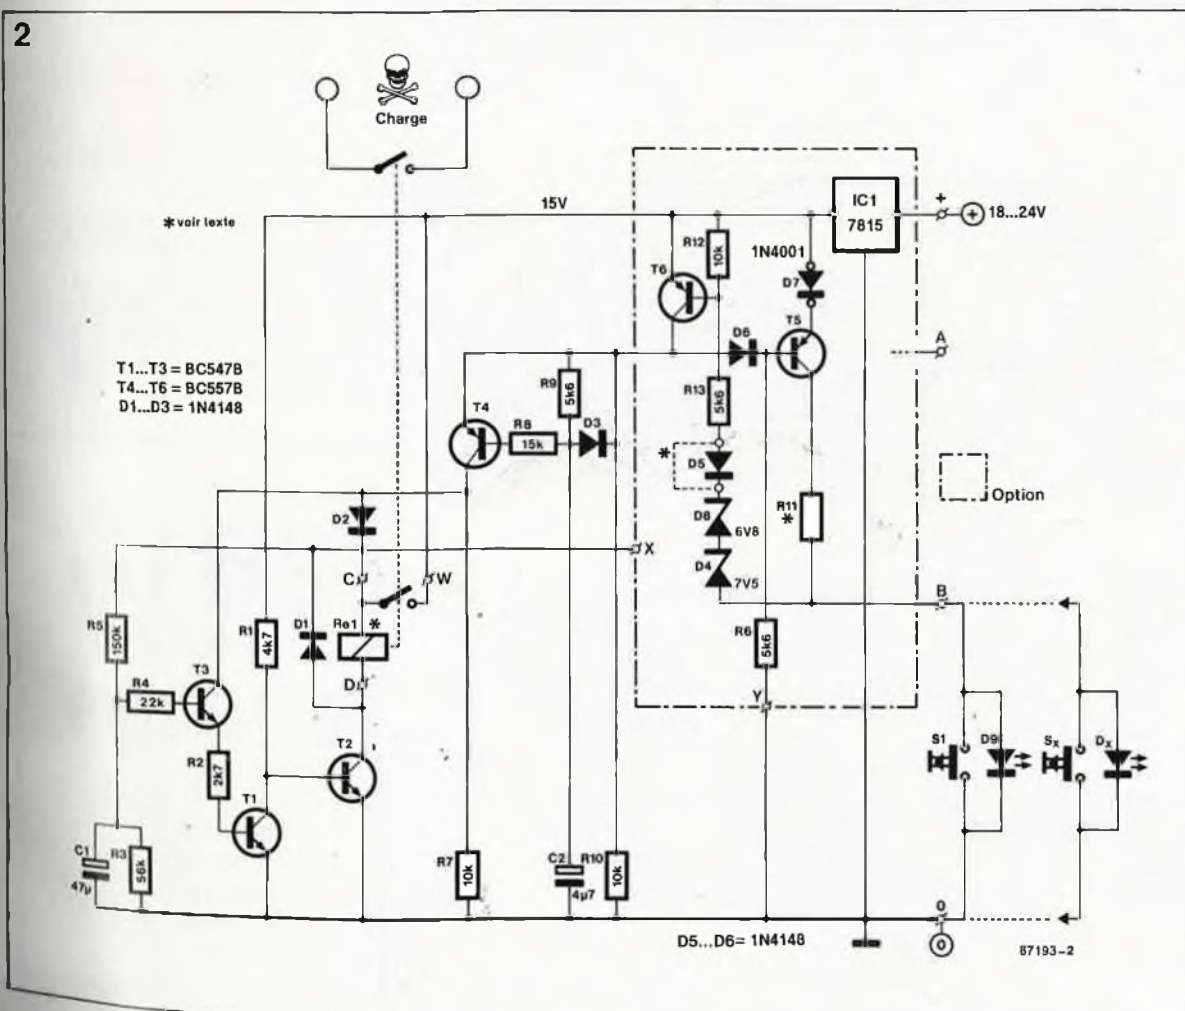 2
Charge
15V
IC1
7815
+
+
18...24V
*voir texte
R12
10k
1N4001
D7
T6
T5
D6
A
T1...T3 = BC547B
T4...T6 = BC557B
D1...D3 = 1N4148
R9
5k6
R13
5k6
T4
R8
15k
D3
*
D5
R11
*
Option
D2
D8
6V8
X
D4
7V5
C
W
B
R5
150k
R1
4k7
D1
Re1
*
R6
5k6
R4
22k
T3
D
Y
R2
2k7
T2
S1
D9
Sx
Dx
T1
C1
47µ
R3
56k
R7
10k
C2
4µ7
R10
10k
0
D5...D6= 1N4148
0
87193-2